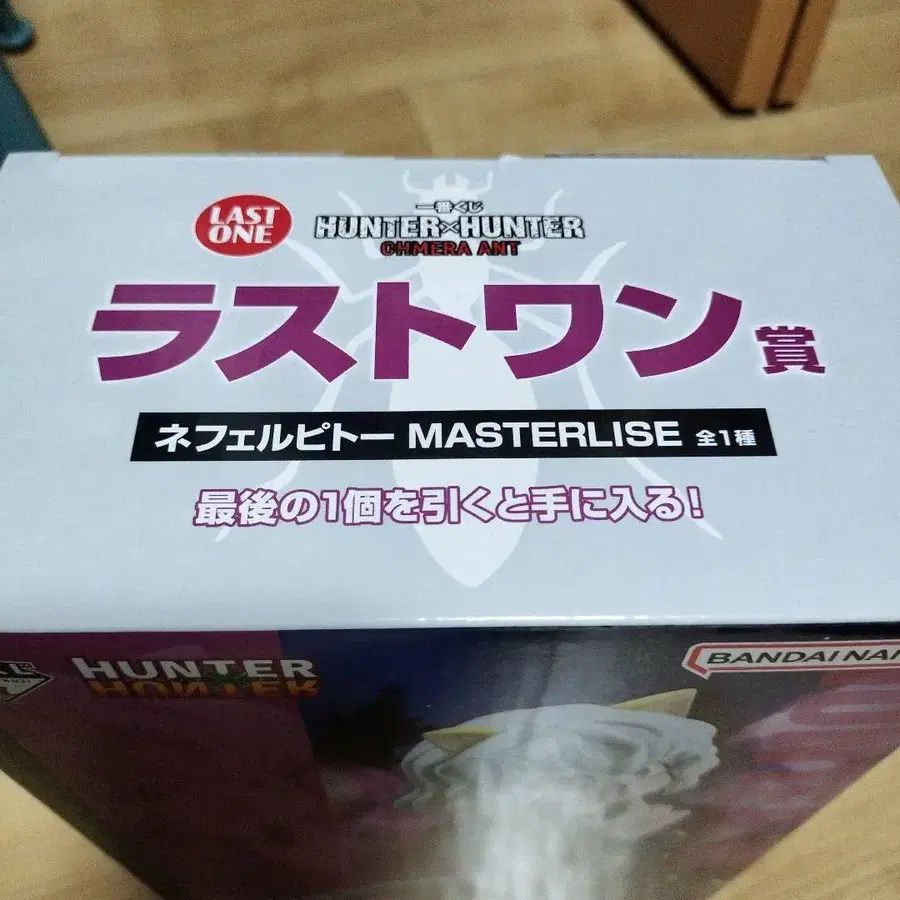 LAST
ONE
一番くじ
HUNTER×HUNTER
CHMERA ANT
ラストワン賞
ネフェルピトー MASTERLISE 全1種
最後の1個を引くと手に入る!
HUNTER
HUNTER
BANDAI NAM